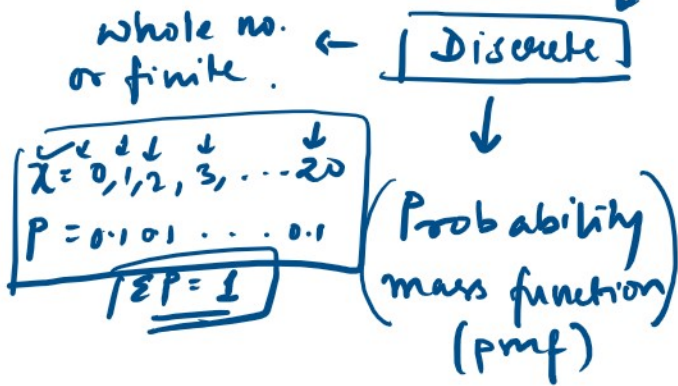 whole no. ← Discrete
or finite.
x = 0, 1, 2, 3, .... 20
P = 0.1 0.1 . . . . 0.1
ΣP = 1
Probability
mass function
(pmf)